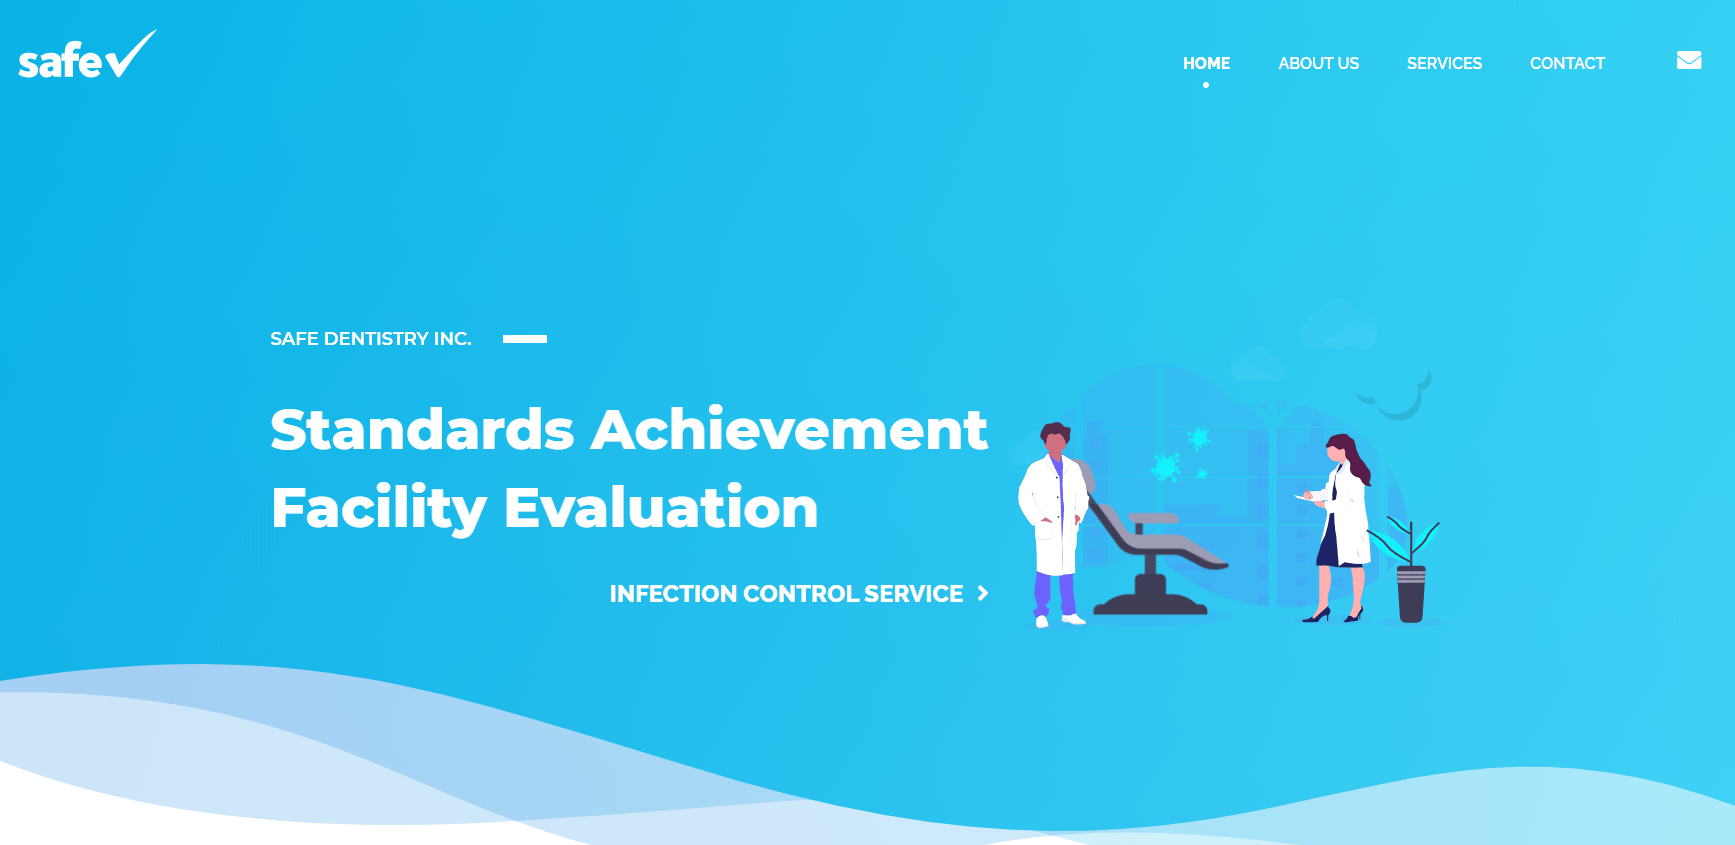 safe
HOME
ABOUT US
SERVICES
CONTACT
SAFE DENTISTRY INC.
Standards Achievement
Facility Evaluation
INFECTION CONTROL SERVICE